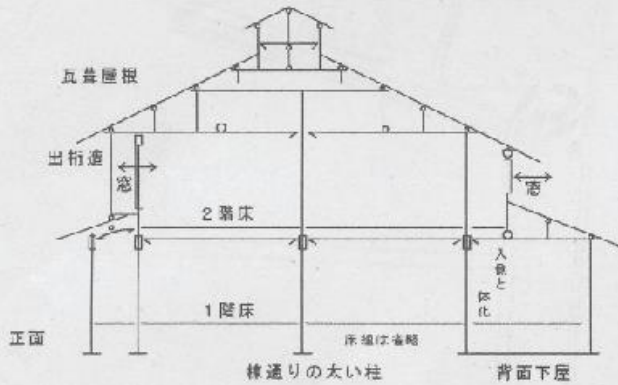 瓦葺屋根
出桁造
窓
窓
2階床
入側と
一体化
1階床
床組は省略
正面
棟通りの太い柱
背面下屋